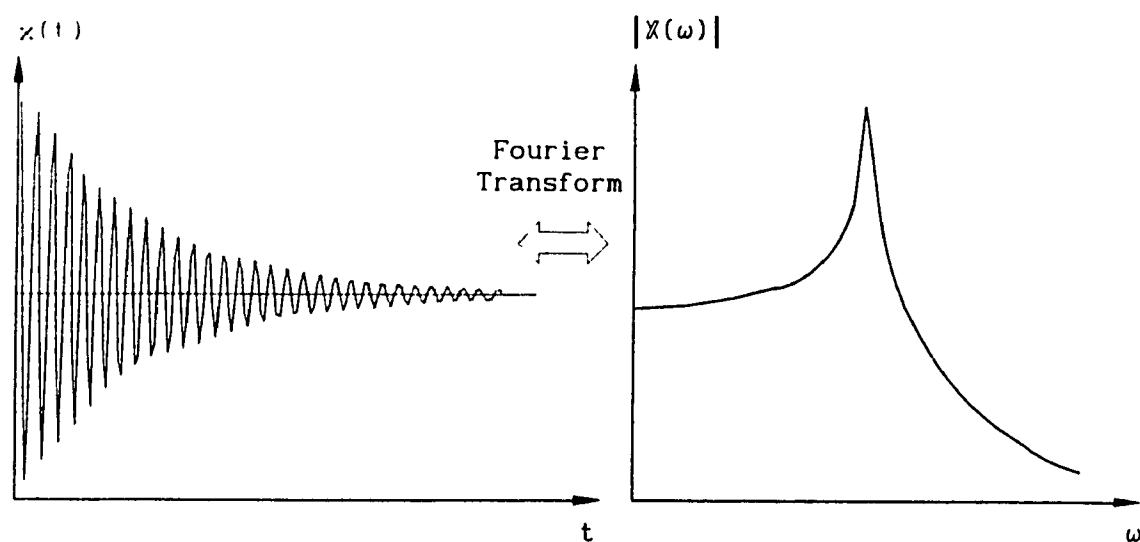 x(t)
|X(ω)|
Fourier
Transform
t
ω